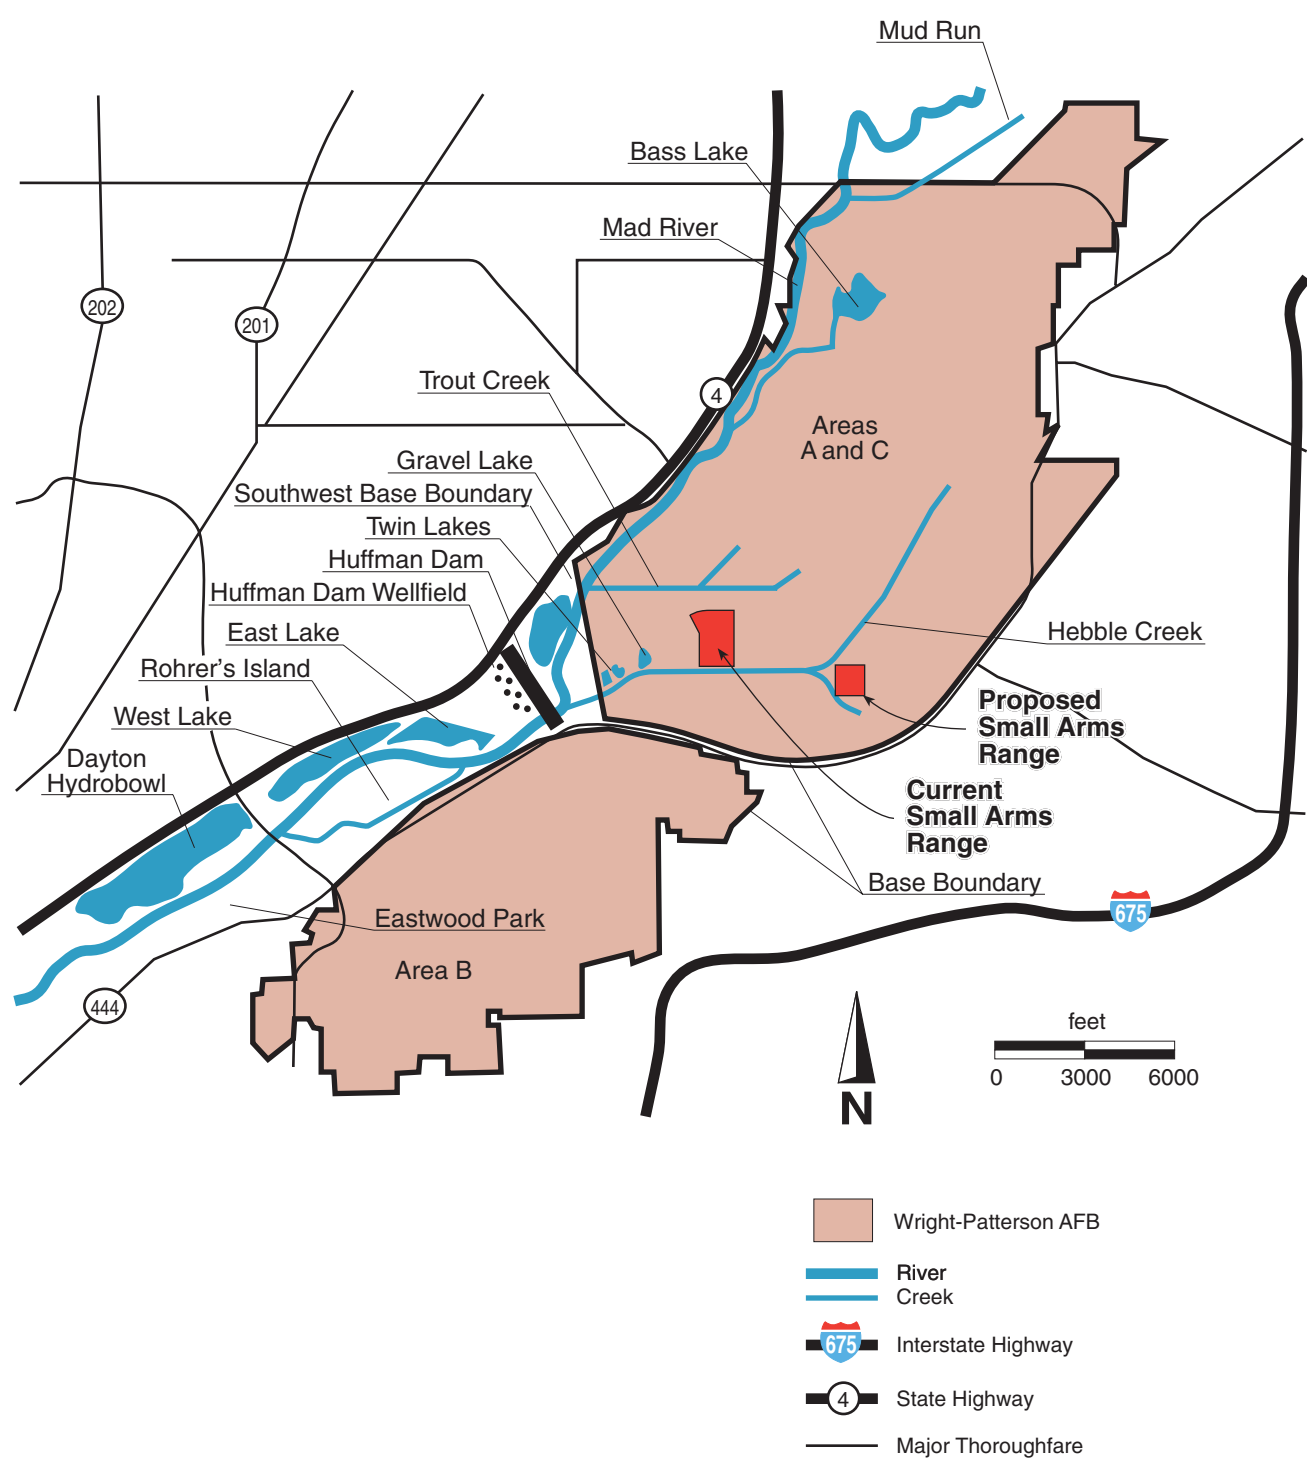 Mud Run
Bass Lake
Mad River
202
201
Trout Creek
4
Areas
A and C
Gravel Lake
Southwest Base Boundary
Twin Lakes
Huffman Dam
Huffman Dam Wellfield
East Lake
Hebble Creek
Rohrer's Island
West Lake
Proposed
Small Arms
Range
Dayton
Hydrobowl
Current
Small Arms
Range
Base Boundary
675
Eastwood Park
Area B
444
feet
0 3000 6000
N
Wright-Patterson AFB
River
Creek
675
Interstate Highway
4
State Highway
Major Thoroughfare